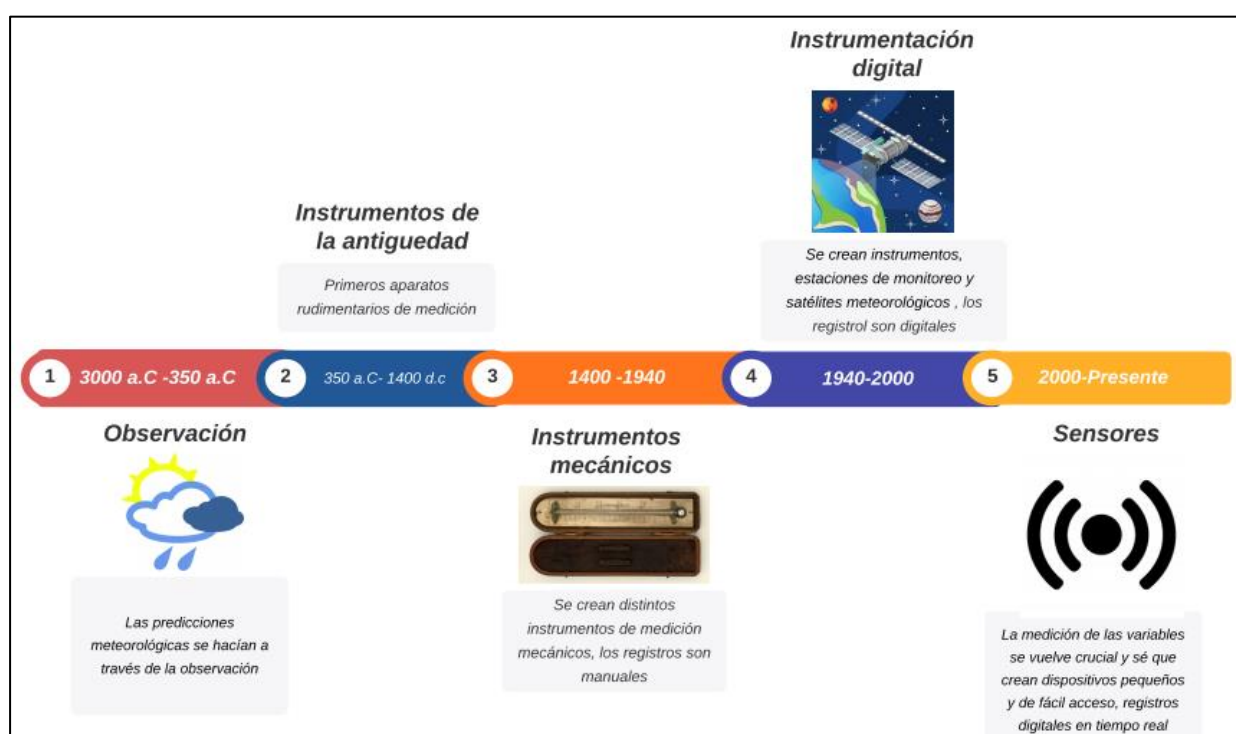 Instrumentación
digital
Se crean instrumentos,
estaciones de monitoreo y
satélites meteorológicos , los
registrol son digitales
Instrumentos de
la antiguedad
Primeros aparatos
rudimentarios de medición
1 3000 a.C -350 a.C
2 350 a.C- 1400 d.c
3 1400 -1940
4 1940-2000
5 2000-Presente
Observación
Las predicciones
meteorológicas se hacían a
través de la observación
Instrumentos
mecánicos
Se crean distintos
instrumentos de medición
mecánicos, los registros son
manuales
Sensores
La medición de las variables
se vuelve crucial y sé que
crean dispositivos pequeños
y de fácil acceso, registros
digitales en tiempo real